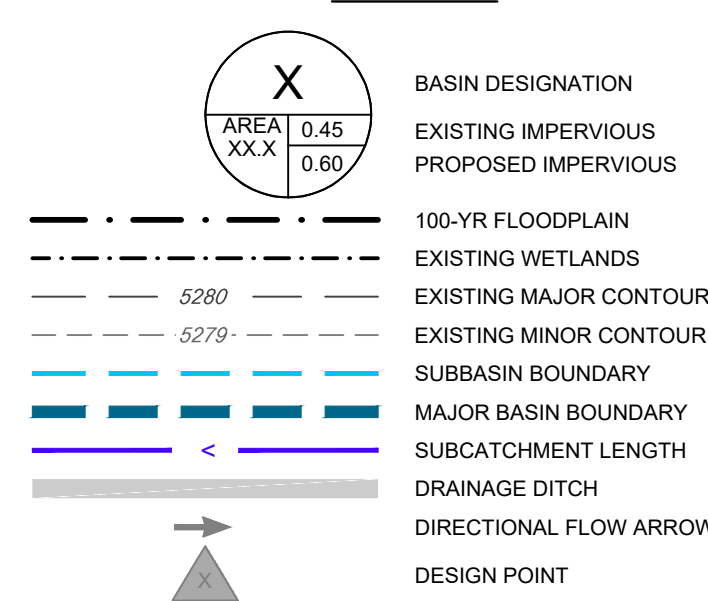 X
BASIN DESIGNATION
AREA
XX.X
0.45
EXISTING IMPERVIOUS
0.60
PROPOSED IMPERVIOUS
100-YR FLOODPLAIN
EXISTING WETLANDS
5280
EXISTING MAJOR CONTOUR
5279
EXISTING MINOR CONTOUR
SUBBASIN BOUNDARY
MAJOR BASIN BOUNDARY
<
SUBCATCHMENT LENGTH
DRAINAGE DITCH
DIRECTIONAL FLOW ARROW
X
DESIGN POINT